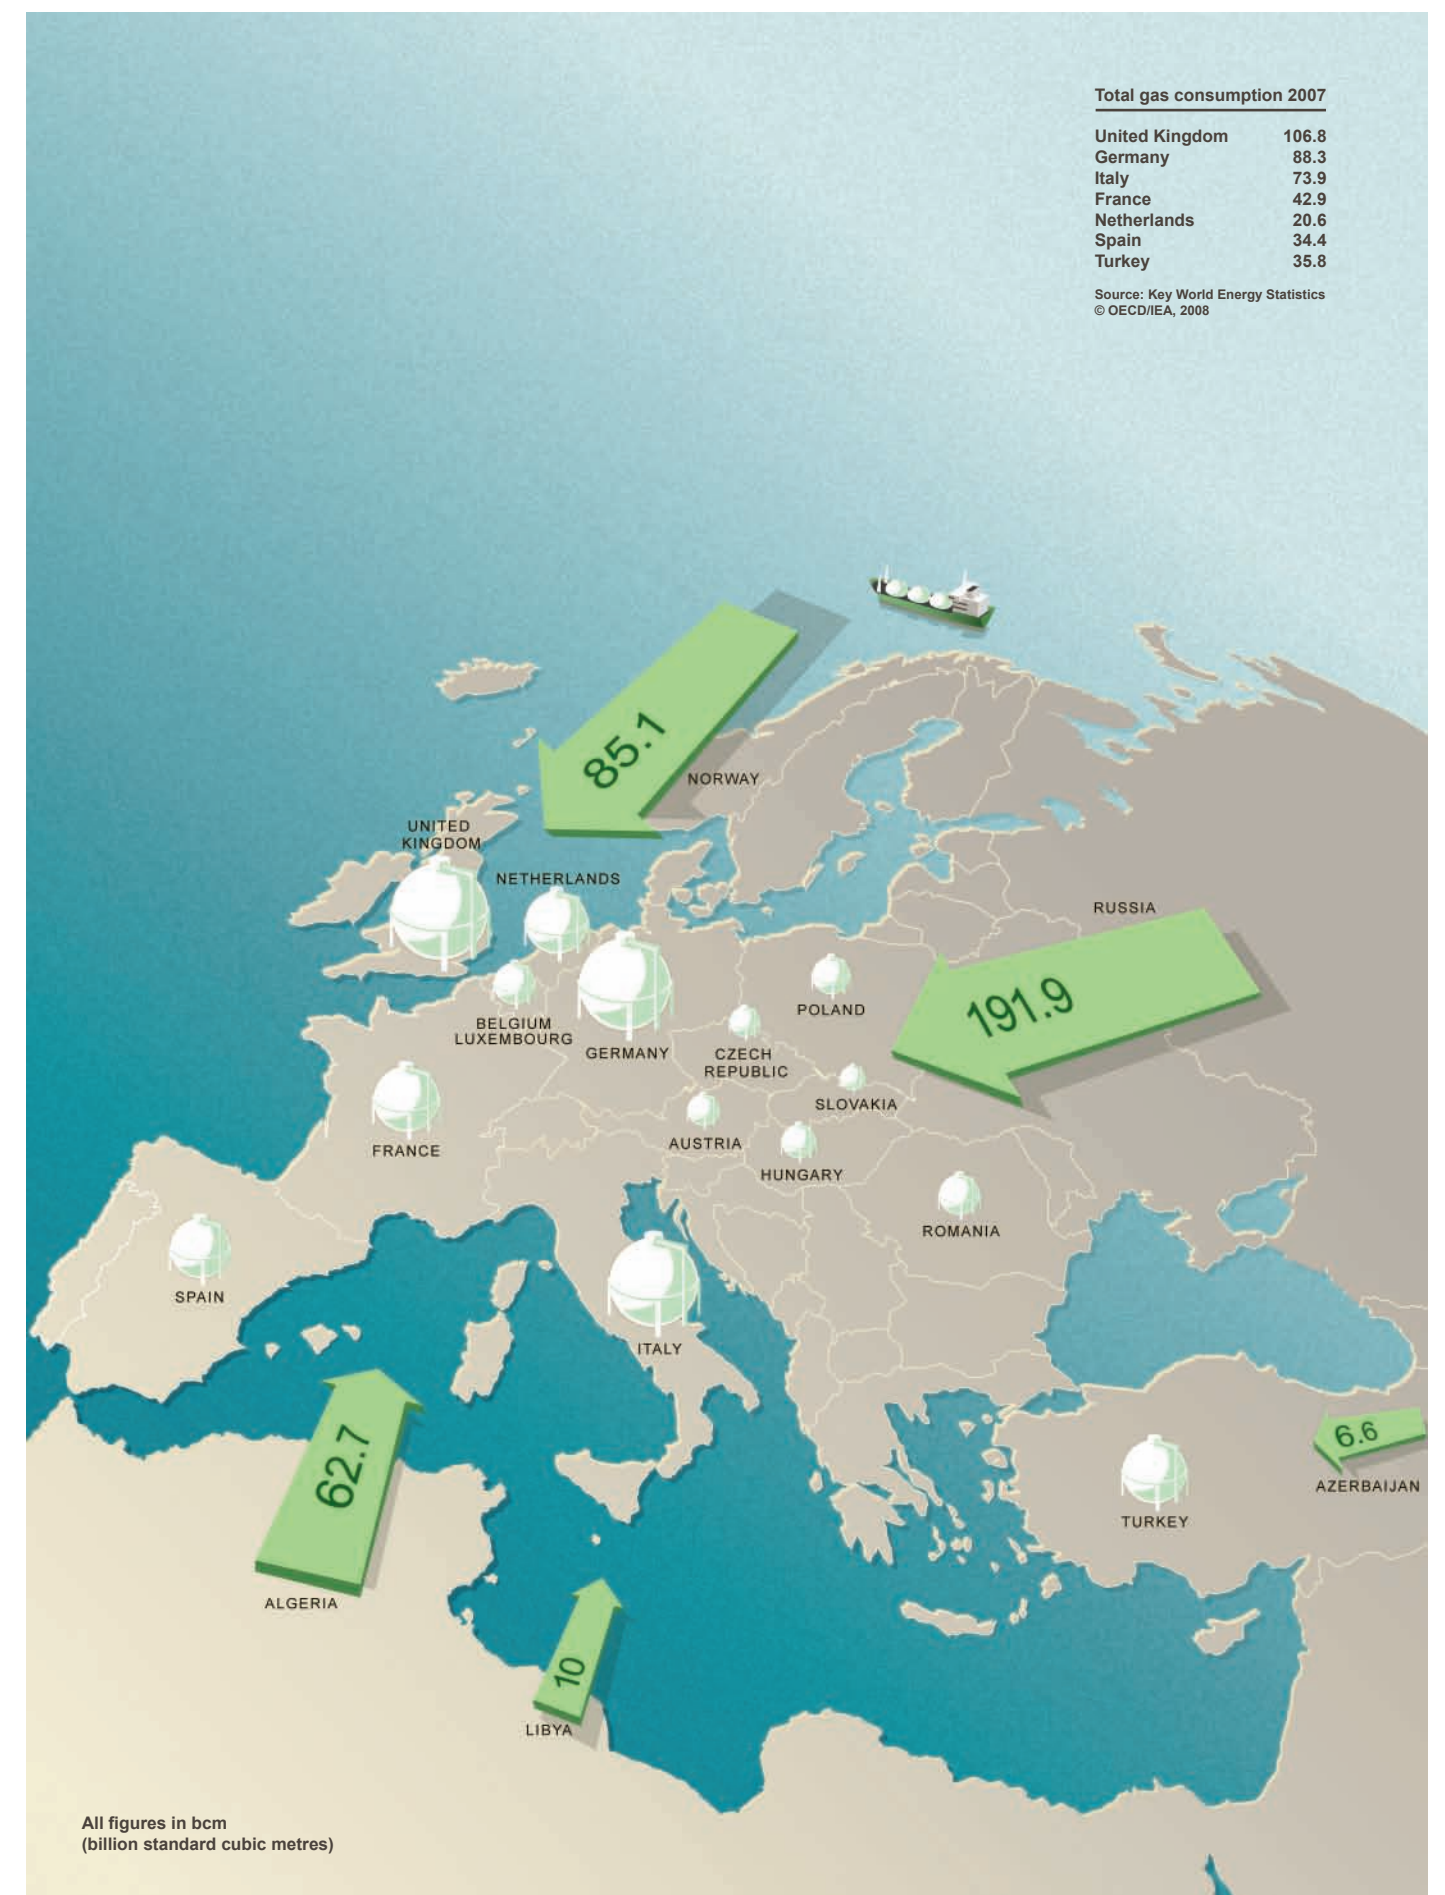 Total gas consumption 2007
United Kingdom 106.8
Germany 88.3
Italy 73.9
France 42.9
Netherlands 20.6
Spain 34.4
Turkey 35.8
Source: Key World Energy Statistics
© OECD/IEA, 2008
85.1
NORWAY
UNITED
KINGDOM
NETHERLANDS
RUSSIA
191.9
POLAND
BELGIUM
LUXEMBOURG
GERMANY
CZECH
REPUBLIC
SLOVAKIA
FRANCE
AUSTRIA
HUNGARY
ROMANIA
SPAIN
ITALY
62.7
6.6
AZERBAIJAN
TURKEY
ALGERIA
10
LIBYA
All figures in bcm
(billion standard cubic metres)